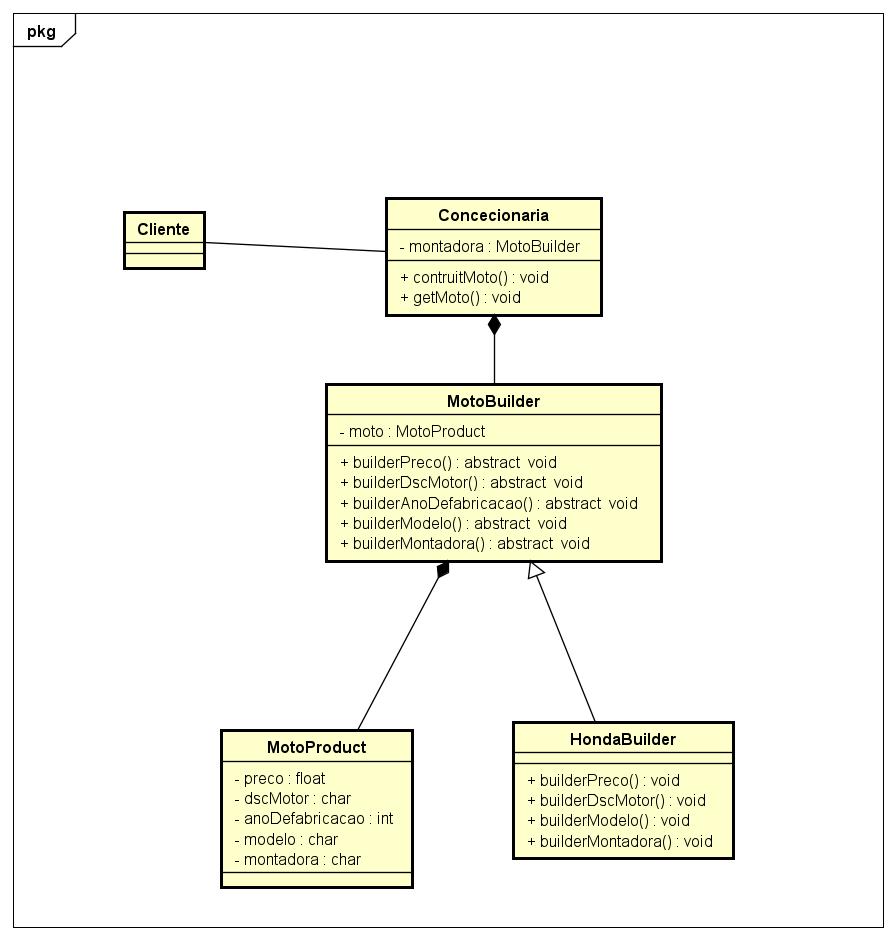 pkg
Cliente
Concecionaria
- montadora : MotoBuilder
+ contruitMoto() : void
+ getMoto() : void
MotoBuilder
- moto : MotoProduct
+ builderPreco() : abstract void
+ builderDscMotor() : abstract void
+ builderAnoDefabricacao() : abstract void
+ builderModelo() : abstract void
+ builderMontadora() : abstract void
MotoProduct
- preco : float
- dscMotor : char
- anoDefabricacao : int
- modelo : char
- montadora : char
HondaBuilder
+ builderPreco() : void
+ builderDscMotor() : void
+ builderModelo() : void
+ builderMontadora() : void